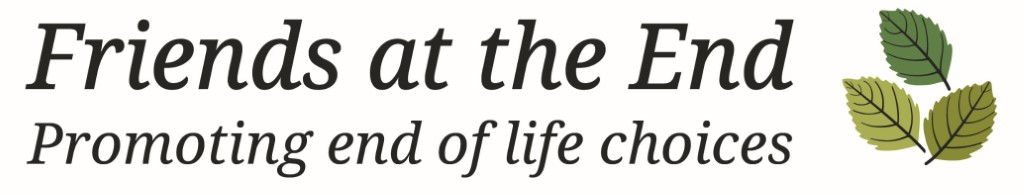 Friends at the End
Promoting end of life choices